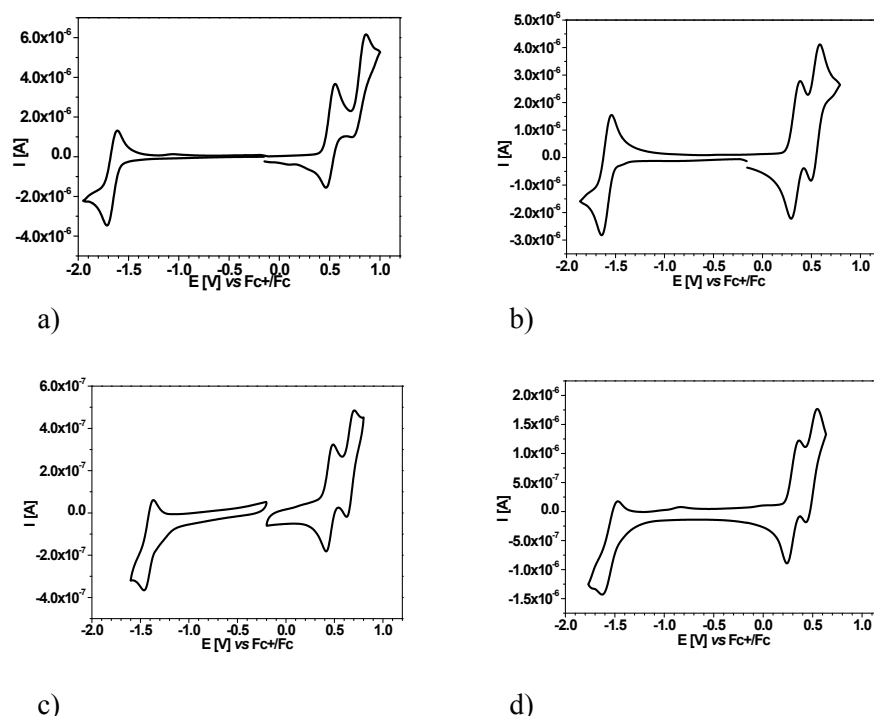 6.0x10⁻⁶
4.0x10⁻⁶
2.0x10⁻⁶
0.0
-2.0x10⁻⁶
-4.0x10⁻⁶
I [A]
-2.0 -1.5 -1.0 -0.5 0.0 0.5 1.0
E [V] vs Fc+/Fc
a)
5.0x10⁻⁶
4.0x10⁻⁶
3.0x10⁻⁶
2.0x10⁻⁶
1.0x10⁻⁶
0.0
-1.0x10⁻⁶
-2.0x10⁻⁶
-3.0x10⁻⁶
I [A]
-2.0 -1.5 -1.0 -0.5 0.0 0.5 1.0
E [V] vs Fc+/Fc
b)
6.0x10⁻⁷
4.0x10⁻⁷
2.0x10⁻⁷
0.0
-2.0x10⁻⁷
-4.0x10⁻⁷
I [A]
-2.0 -1.5 -1.0 -0.5 0.0 0.5 1.0
E [V] vs Fc+/Fc
c)
2.0x10⁻⁶
1.5x10⁻⁶
1.0x10⁻⁶
5.0x10⁻⁷
0.0
-5.0x10⁻⁷
-1.0x10⁻⁶
-1.5x10⁻⁶
I [A]
-2.0 -1.5 -1.0 -0.5 0.0 0.5 1.0
E [V] vs Fc+/Fc
d)